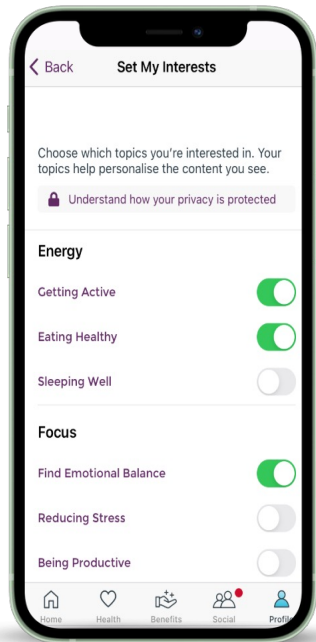 Back
Set My Interests
Choose which topics you're interested in. Your
topics help personalise the content you see.
Understand how your privacy is protected
Energy
Getting Active
Eating Healthy
Sleeping Well
Focus
Find Emotional Balance
Reducing Stress
Being Productive
Home
Health
Benefits
Social
Profile